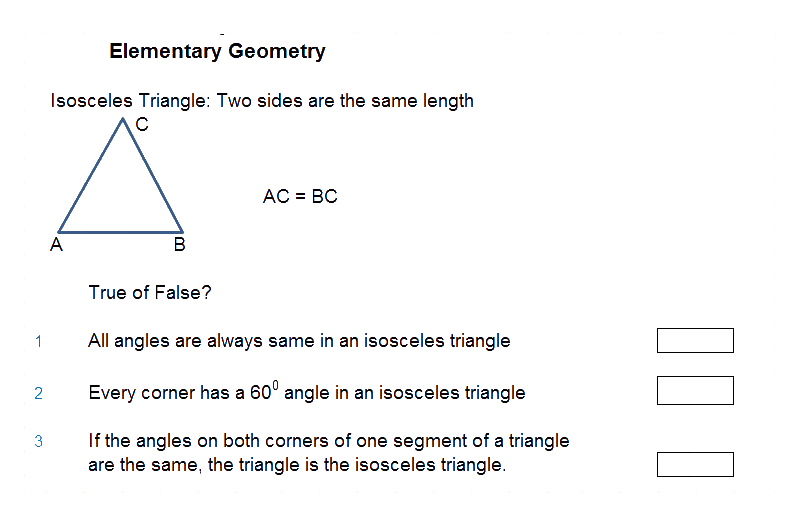 Elementary Geometry
Isosceles Triangle: Two sides are the same length
C
AC = BC
A
B
True of False?
1 All angles are always same in an isosceles triangle
2 Every corner has a 60⁰ angle in an isosceles triangle
3 If the angles on both corners of one segment of a triangle
are the same, the triangle is the isosceles triangle.